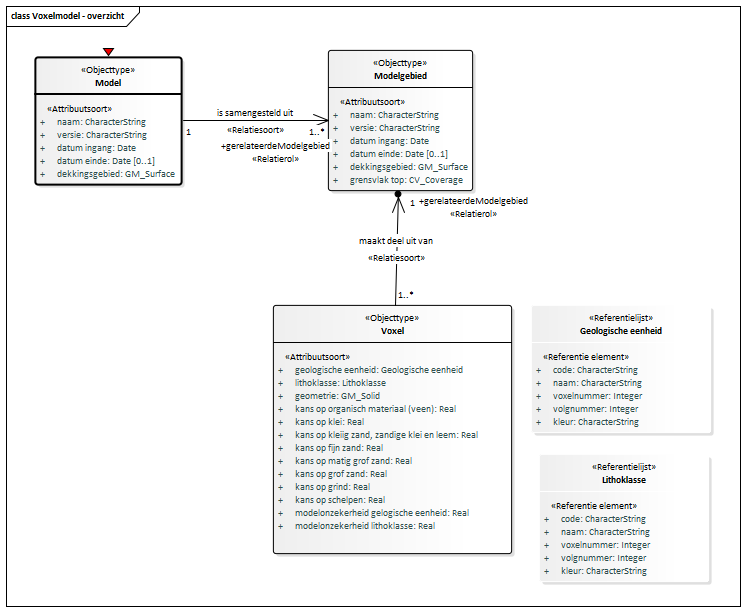 class Voxelmodel - overzicht
«Objecttype»
Model
«Attribuutsoort»
+ naam: CharacterString
+ versie: CharacterString
+ datum ingang: Date
+ datum einde: Date [0..1]
+ dekkingsgebied: GM_Surface
is samengesteld uit
1
«Relatiesoort»
1..*
+gerelateerdeModelgebied
«Relatierol»
«Objecttype»
Modelgebied
«Attribuutsoort»
+ naam: CharacterString
+ versie: CharacterString
+ datum ingang: Date
+ datum einde: Date [0..1]
+ dekkingsgebied: GM_Surface
+ grensvlak top: CV_Coverage
1 +gerelateerdeModelgebied
«Relatierol»
maakt deel uit van
«Relatiesoort»
1..*
«Objecttype»
Voxel
«Attribuutsoort»
+ geologische eenheid: Geologische eenheid
+ lithoklasse: Lithoklasse
+ geometrie: GM_Solid
+ kans op organisch materiaal (veen): Real
+ kans op klei: Real
+ kans op kleiig zand, zandige klei en leem: Real
+ kans op fijn zand: Real
+ kans op matig grof zand: Real
+ kans op grof zand: Real
+ kans op grind: Real
+ kans op schelpen: Real
+ modelonzekerheid gelogische eenheid: Real
+ modelonzekerheid lithoklasse: Real
«Referentielijst»
Geologische eenheid
«Referentie element»
+ code: CharacterString
+ naam: CharacterString
+ voxelnummer: Integer
+ volgnummer: Integer
+ kleur: CharacterString
«Referentielijst»
Lithoklasse
«Referentie element»
+ code: CharacterString
+ naam: CharacterString
+ voxelnummer: Integer
+ volgnummer: Integer
+ kleur: CharacterString